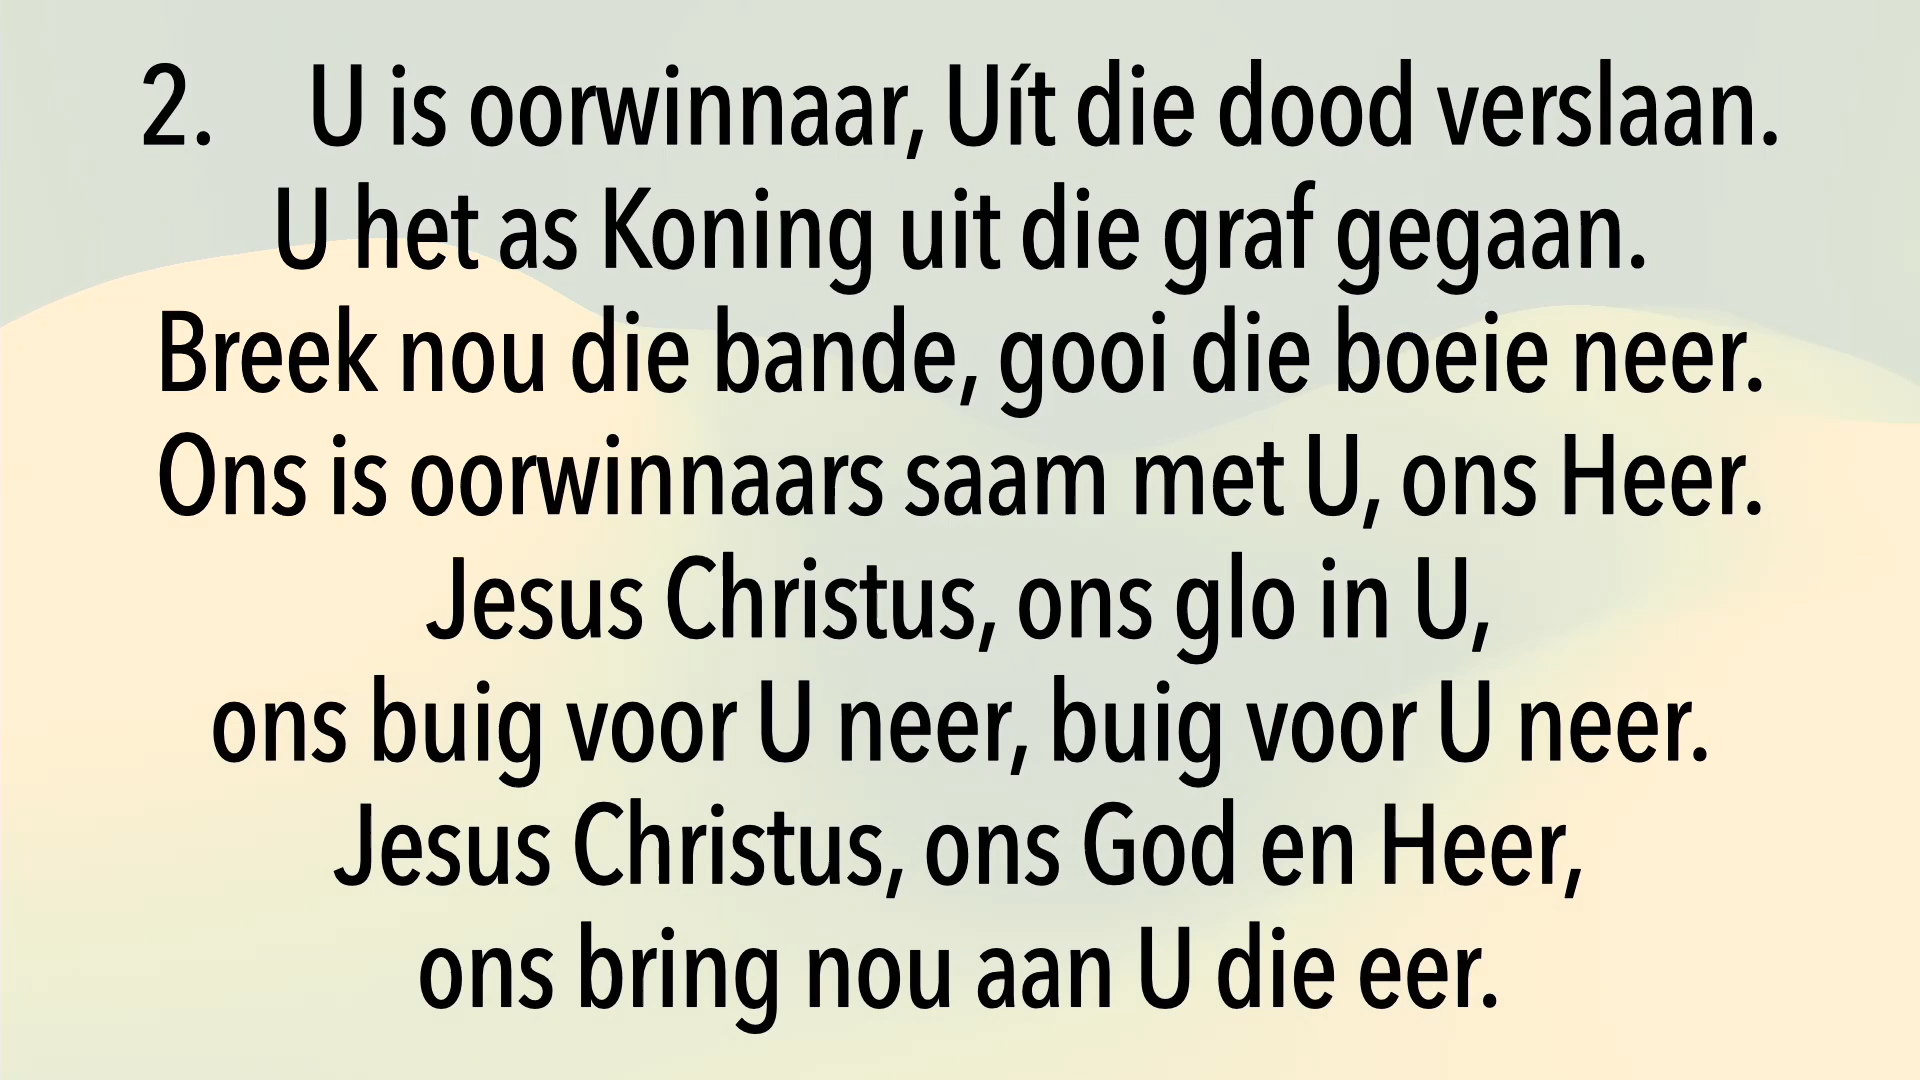 2. U is oorwinnaar, Uít die dood verslaan.
U het as Koning uit die graf gegaan.
Breek nou die bande, gooi die boeie neer.
Ons is oorwinnaars saam met U, ons Heer.
Jesus Christus, ons glo in U,
ons buig voor U neer, buig voor U neer.
Jesus Christus, ons God en Heer,
ons bring nou aan U die eer.